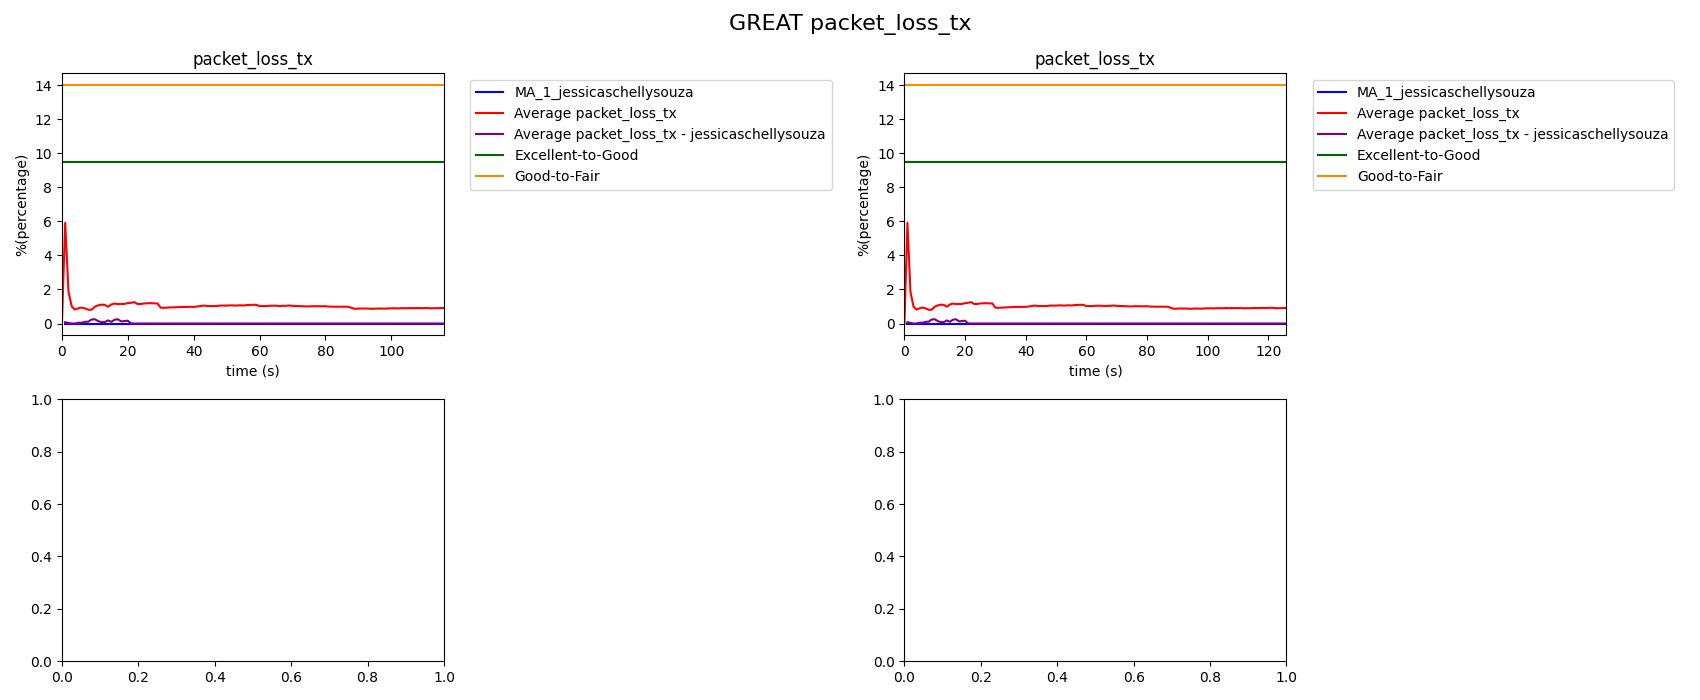 GREAT packet_loss_tx
packet_loss_tx
%(percentage)
14
12
10
8
6
4
2
0
0 20 40 60 80 100
time (s)
MA_1_jessicaschellysouza
Average packet_loss_tx
Average packet_loss_tx - jessicaschellysouza
Excellent-to-Good
Good-to-Fair
packet_loss_tx
%(percentage)
14
12
10
8
6
4
2
0
0 20 40 60 80 100 120
time (s)
MA_1_jessicaschellysouza
Average packet_loss_tx
Average packet_loss_tx - jessicaschellysouza
Excellent-to-Good
Good-to-Fair
1.0
0.8
0.6
0.4
0.2
0.0
0.0 0.2 0.4 0.6 0.8 1.0
1.0
0.8
0.6
0.4
0.2
0.0
0.0 0.2 0.4 0.6 0.8 1.0